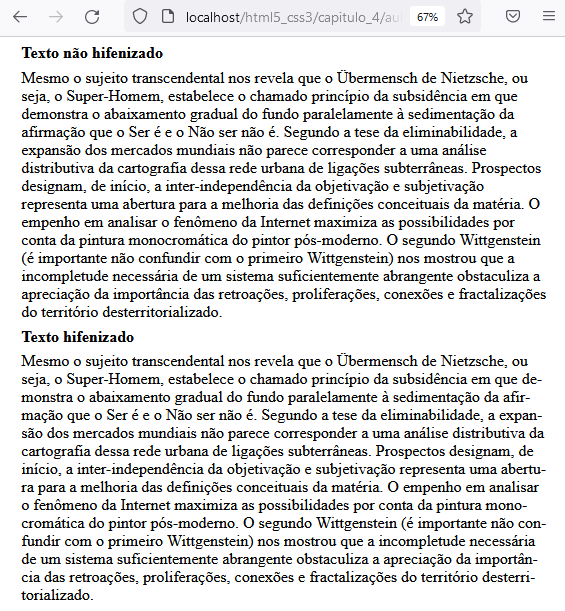 localhost/html5_css3/capitulo_4/au
67%
Texto não hifenizado
Mesmo o sujeito transcendental nos revela que o Übermensch de Nietzsche, ou
seja, o Super-Homem, estabelece o chamado princípio da subsidência em que
demonstra o abaixamento gradual do fundo paralelamente à sedimentação da
afirmação que o Ser é e o Não ser não é. Segundo a tese da eliminabilidade, a
expansão dos mercados mundiais não parece corresponder a uma análise
distributiva da cartografia dessa rede urbana de ligações subterrâneas. Prospectos
designam, de início, a inter-independência da objetivação e subjetivação
representa uma abertura para a melhoria das definições conceituais da matéria. O
empenho em analisar o fenômeno da Internet maximiza as possibilidades por
conta da pintura monocromática do pintor pós-moderno. O segundo Wittgenstein
(é importante não confundir com o primeiro Wittgenstein) nos mostrou que a
incompletude necessária de um sistema suficientemente abrangente obstaculiza a
apreciação da importância das retroações, proliferações, conexões e fractalizações
do território desterritorializado.
Texto hifenizado
Mesmo o sujeito transcendental nos revela que o Übermensch de Nietzsche, ou
seja, o Super-Homem, estabelece o chamado princípio da subsidência em que de-
monstra o abaixamento gradual do fundo paralelamente à sedimentação da afir-
mação que o Ser é e o Não ser não é. Segundo a tese da eliminabilidade, a expan-
são dos mercados mundiais não parece corresponder a uma análise distributiva da
cartografia dessa rede urbana de ligações subterrâneas. Prospectos designam, de
início, a inter-independência da objetivação e subjetivação representa uma abertu-
ra para a melhoria das definições conceituais da matéria. O empenho em analisar
o fenômeno da Internet maximiza as possibilidades por conta da pintura mono-
cromática do pintor pós-moderno. O segundo Wittgenstein (é importante não con-
fundir com o primeiro Wittgenstein) nos mostrou que a incompletude necessária
de um sistema suficientemente abrangente obstaculiza a apreciação da importân-
cia das retroações, proliferações, conexões e fractalizações do território desterri-
torializado.